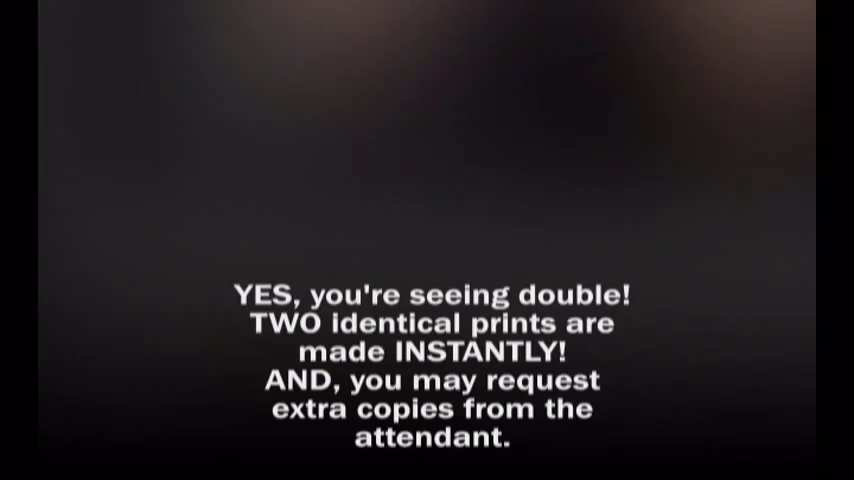 YES, you're seeing double!
TWO identical prints are
made INSTANTLY!
AND, you may request
extra copies from the
attendant.